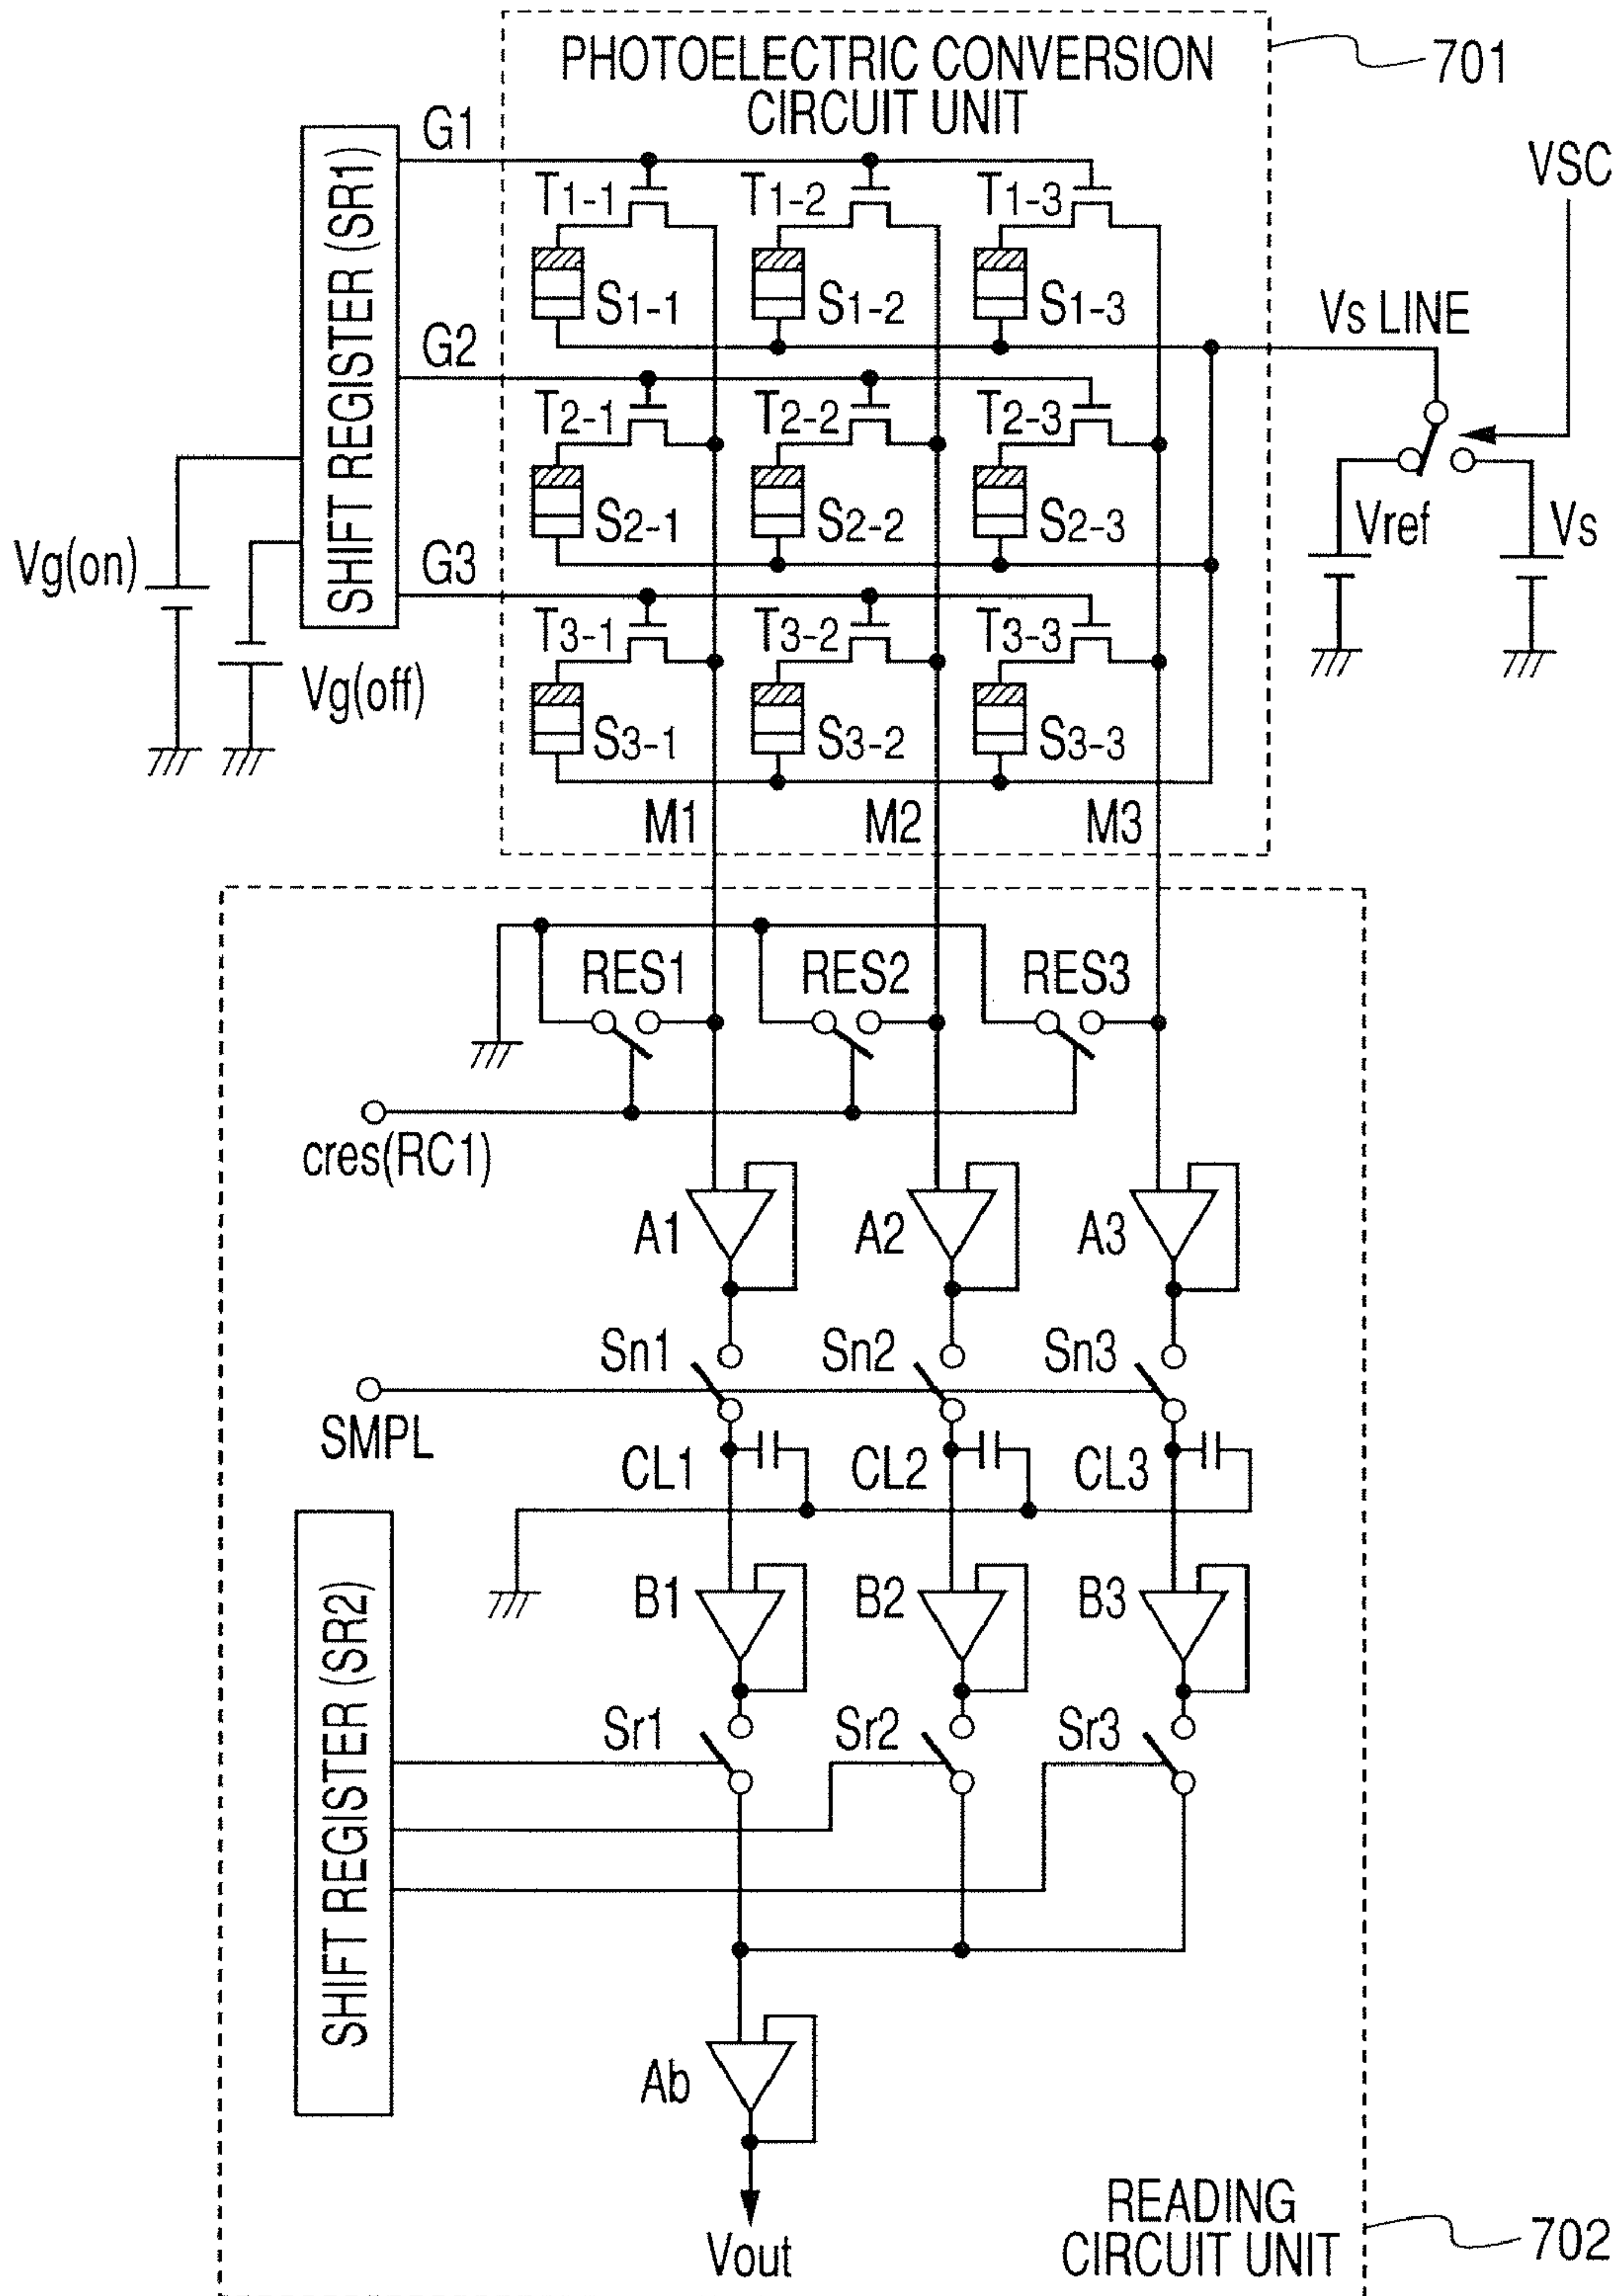 PHOTOELECTRIC CONVERSION
CIRCUIT UNIT
701
G1
SHIFT REGISTER (SR1)
VSC
T1-1
T1-2
T1-3
S1-1
S1-2
S1-3
Vs LINE
G2
T2-1
T2-2
T2-3
Vref
Vs
S2-1
S2-2
S2-3
Vg(on)
G3
T3-1
T3-2
T3-3
Vg(off)
S3-1
S3-2
S3-3
M1
M2
M3
RES1
RES2
RES3
cres(RC1)
A1
A2
A3
Sn1
Sn2
Sn3
SMPL
CL1
CL2
CL3
SHIFT REGISTER (SR2)
B1
B2
B3
Sr1
Sr2
Sr3
Ab
Vout
READING
CIRCUIT UNIT
702